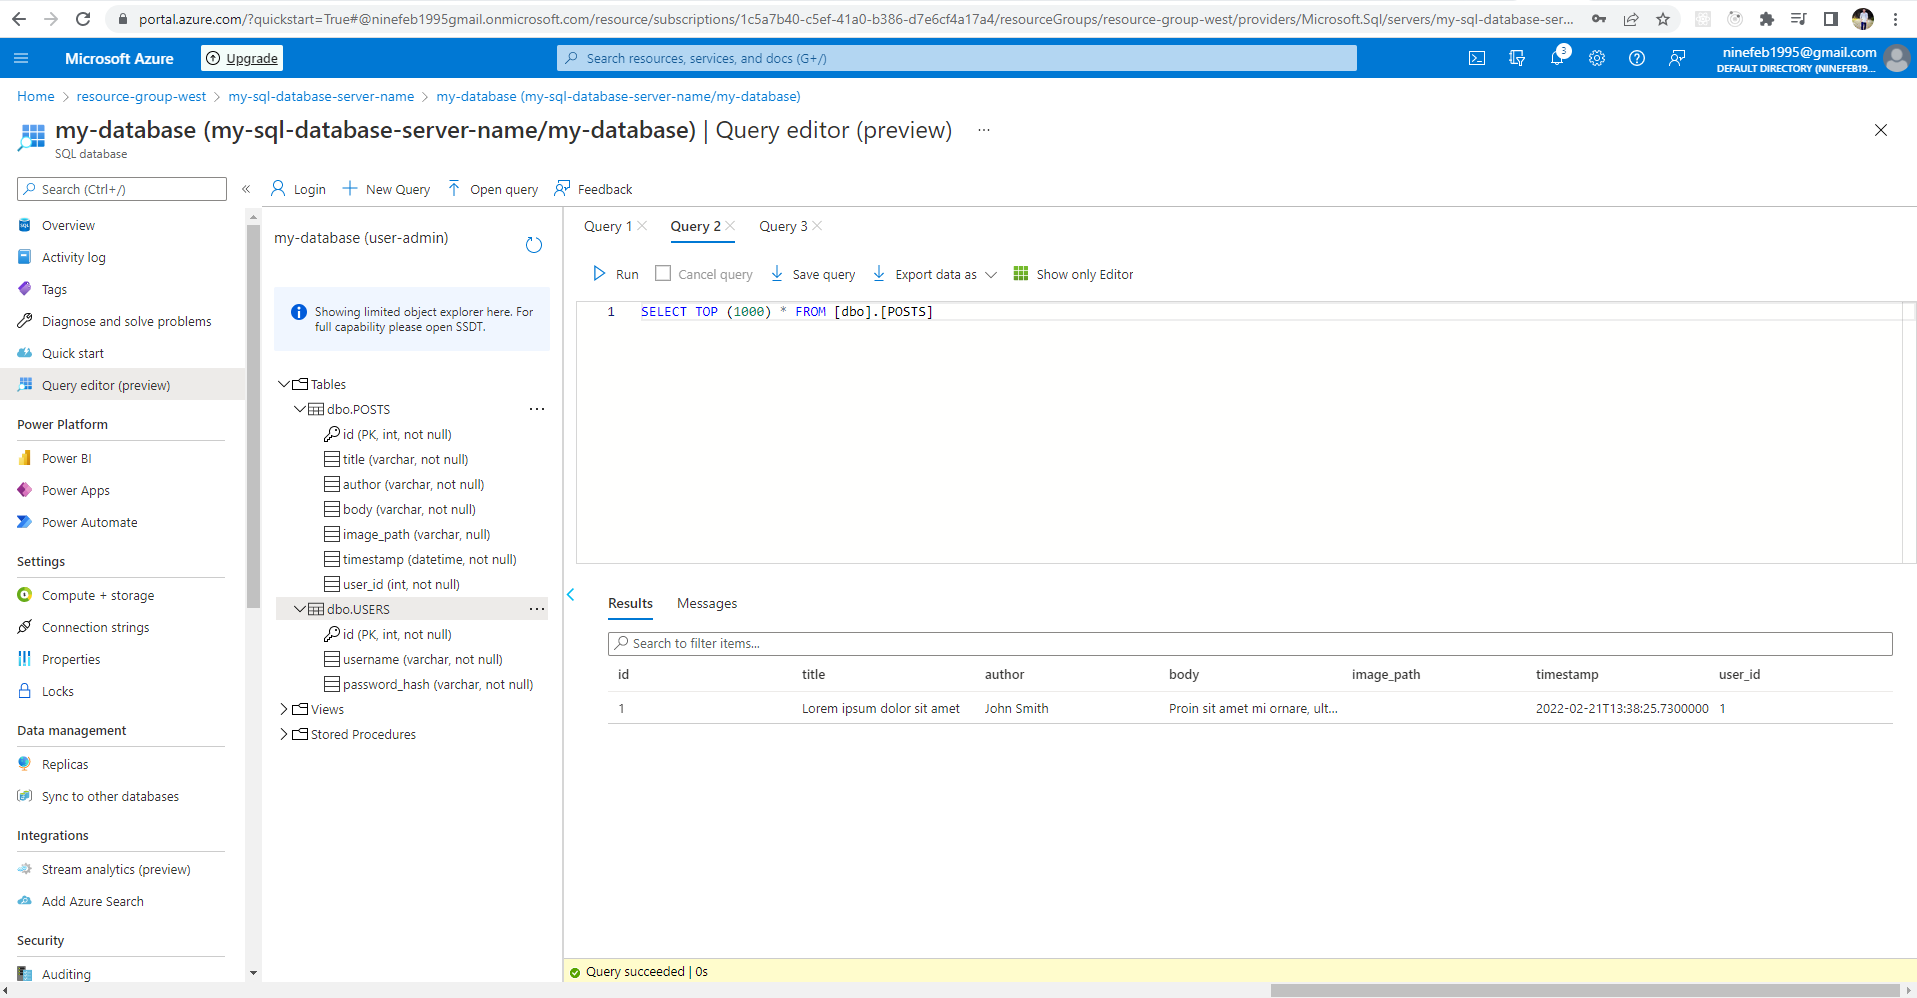 portal.azure.com/?quickstart=True#@ninefeb1995gmail.onmicrosoft.com/resource/subscriptions/1c5a7b40-c5ef-41a0-b386-d7e6cf4a17a4/resourceGroups/resource-group-west/providers/Microsoft.Sql/servers/my-sql-database-ser...
Microsoft Azure
Upgrade
Search resources, services, and docs (G+/)
3
ninefeb1995@gmail.com
DEFAULT DIRECTORY (NINEFEB19...
Home > resource-group-west > my-sql-database-server-name > my-database (my-sql-database-server-name/my-database)
my-database (my-sql-database-server-name/my-database) | Query editor (preview) ...
SQL database
Search (Ctrl+/)
«
Overview
Activity log
Tags
Diagnose and solve problems
Quick start
Query editor (preview)
Power Platform
Power BI
Power Apps
Power Automate
Settings
Compute + storage
Connection strings
Properties
Locks
Data management
Replicas
Sync to other databases
Integrations
Stream analytics (preview)
Add Azure Search
Security
Auditing
Login New Query Open query Feedback
my-database (user-admin)
Showing limited object explorer here. For
full capability please open SSDT.
Tables
dbo.POSTS ...
id (PK, int, not null)
title (varchar, not null)
author (varchar, not null)
body (varchar, not null)
image_path (varchar, null)
timestamp (datetime, not null)
user_id (int, not null)
dbo.USERS ...
id (PK, int, not null)
username (varchar, not null)
password_hash (varchar, not null)
Views
Stored Procedures
Query 1 Query 2 Query 3
Run Cancel query Save query Export data as Show only Editor
1 SELECT TOP (1000) * FROM [dbo].[POSTS]
Results Messages
Search to filter items...
id title author body image_path timestamp user_id
1 Lorem ipsum dolor sit amet John Smith Proin sit amet mi ornare, ult... 2022-02-21T13:38:25.7300000 1
Query succeeded | 0s